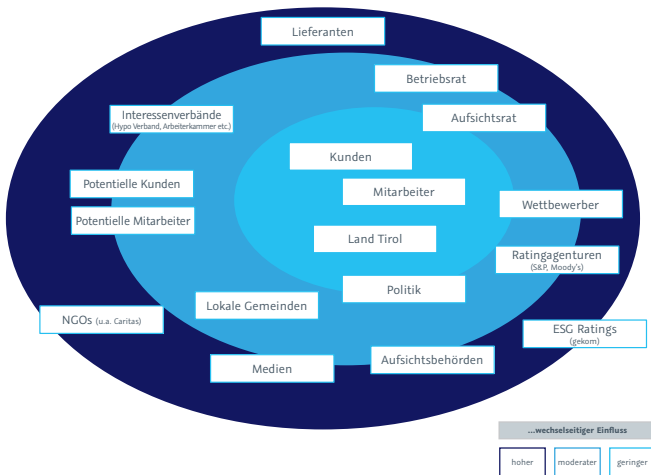 Lieferanten
Betriebsrat
Interessenverbände
(Hypo Verband, Arbeiterkammer etc.)
Aufsichtsrat
Kunden
Potentielle Kunden
Mitarbeiter
Wettbewerber
Potentielle Mitarbeiter
Land Tirol
Ratingagenturen
(S&P, Moody's)
Politik
Lokale Gemeinden
NGOs (u.a. Caritas)
ESG Ratings
(gekom)
Medien
Aufsichtsbehörden
...wechselseitiger Einfluss
hoher
moderater
geringer